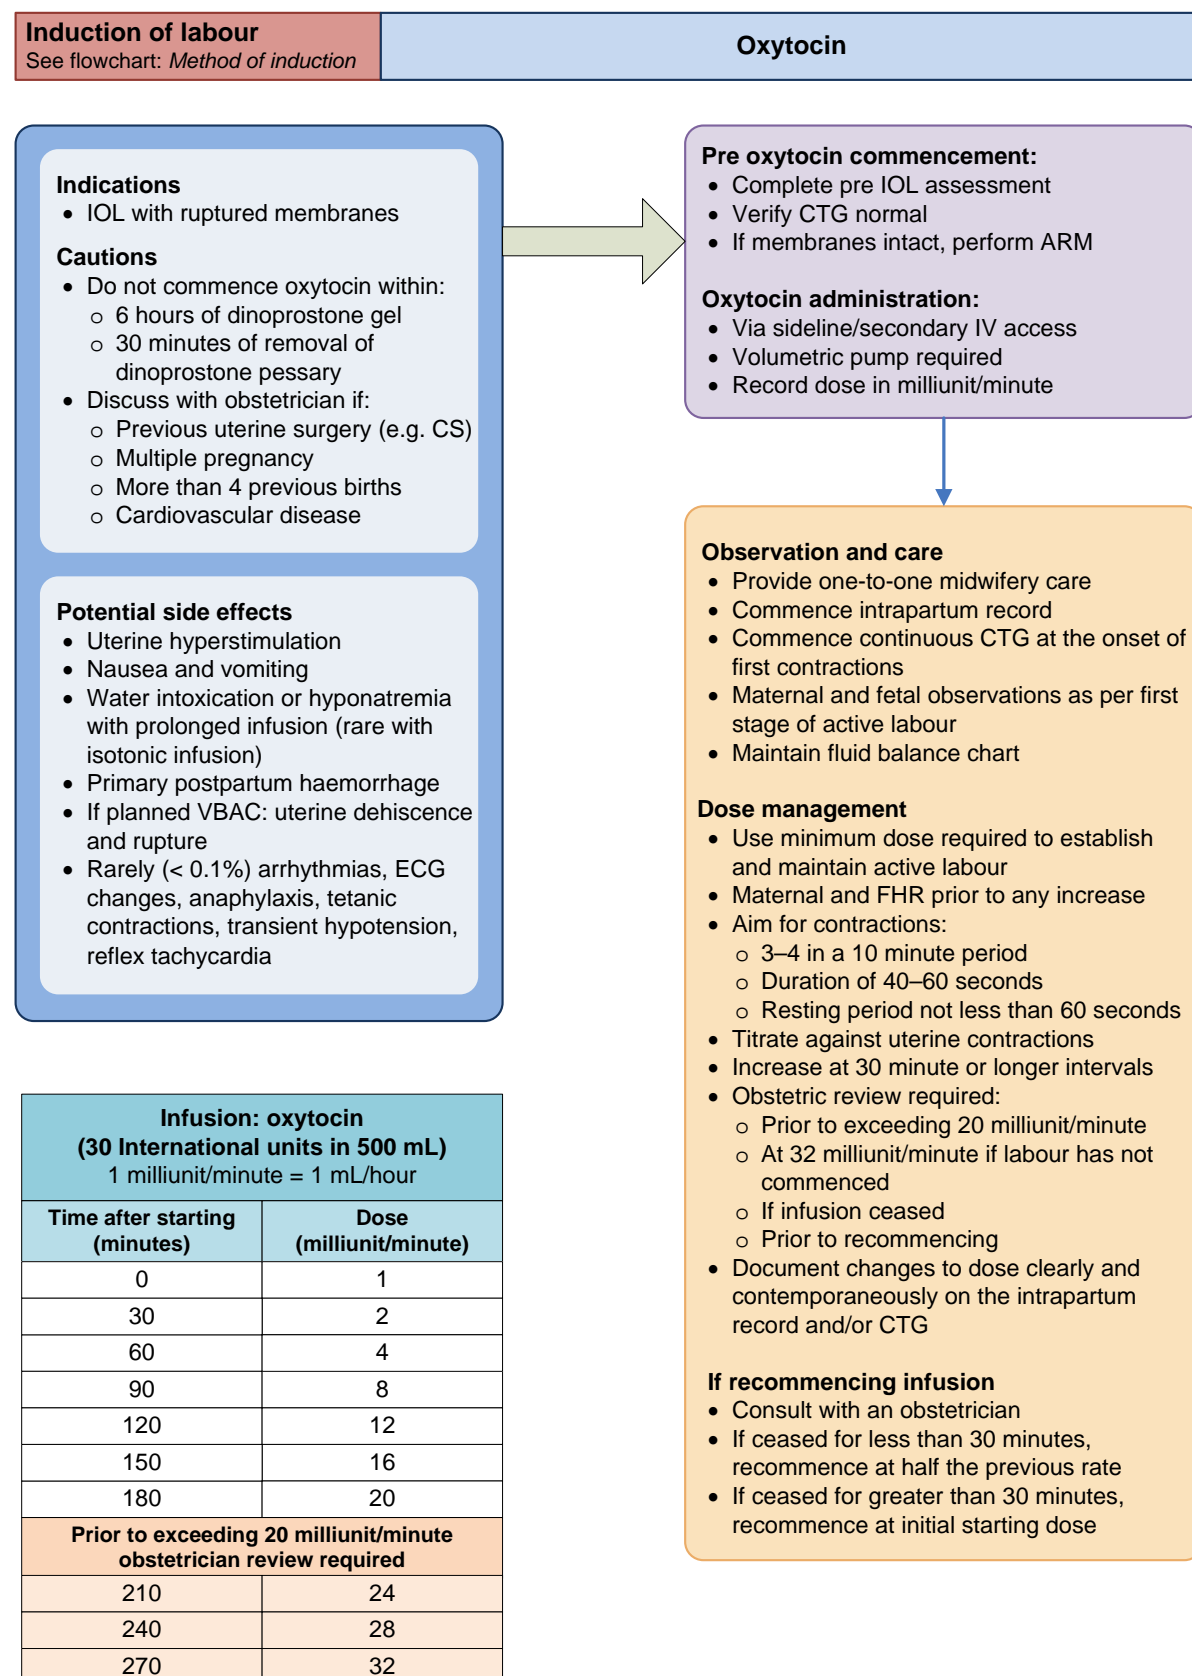 Induction of labour
See flowchart: Method of induction
Oxytocin
Indications
• IOL with ruptured membranes
Cautions
• Do not commence oxytocin within:
o 6 hours of dinoprostone gel
o 30 minutes of removal of
dinoprostone pessary
• Discuss with obstetrician if:
o Previous uterine surgery (e.g. CS)
o Multiple pregnancy
o More than 4 previous births
o Cardiovascular disease
Potential side effects
• Uterine hyperstimulation
• Nausea and vomiting
• Water intoxication or hyponatremia
with prolonged infusion (rare with
isotonic infusion)
• Primary postpartum haemorrhage
• If planned VBAC: uterine dehiscence
and rupture
• Rarely (< 0.1%) arrhythmias, ECG
changes, anaphylaxis, tetanic
contractions, transient hypotension,
reflex tachycardia
Infusion: oxytocin
(30 International units in 500 mL)
1 milliunit/minute = 1 mL/hour
Time after starting
(minutes)
Dose
(milliunit/minute)
0 1
30 2
60 4
90 8
120 12
150 16
180 20
Prior to exceeding 20 milliunit/minute
obstetrician review required
210 24
240 28
270 32
Pre oxytocin commencement:
• Complete pre IOL assessment
• Verify CTG normal
• If membranes intact, perform ARM
Oxytocin administration:
• Via sideline/secondary IV access
• Volumetric pump required
• Record dose in milliunit/minute
Observation and care
• Provide one-to-one midwifery care
• Commence intrapartum record
• Commence continuous CTG at the onset of
first contractions
• Maternal and fetal observations as per first
stage of active labour
• Maintain fluid balance chart
Dose management
• Use minimum dose required to establish
and maintain active labour
• Maternal and FHR prior to any increase
• Aim for contractions:
o 3–4 in a 10 minute period
o Duration of 40–60 seconds
o Resting period not less than 60 seconds
• Titrate against uterine contractions
• Increase at 30 minute or longer intervals
• Obstetric review required:
o Prior to exceeding 20 milliunit/minute
o At 32 milliunit/minute if labour has not
commenced
o If infusion ceased
o Prior to recommencing
• Document changes to dose clearly and
contemporaneously on the intrapartum
record and/or CTG
If recommencing infusion
• Consult with an obstetrician
• If ceased for less than 30 minutes,
recommence at half the previous rate
• If ceased for greater than 30 minutes,
recommence at initial starting dose